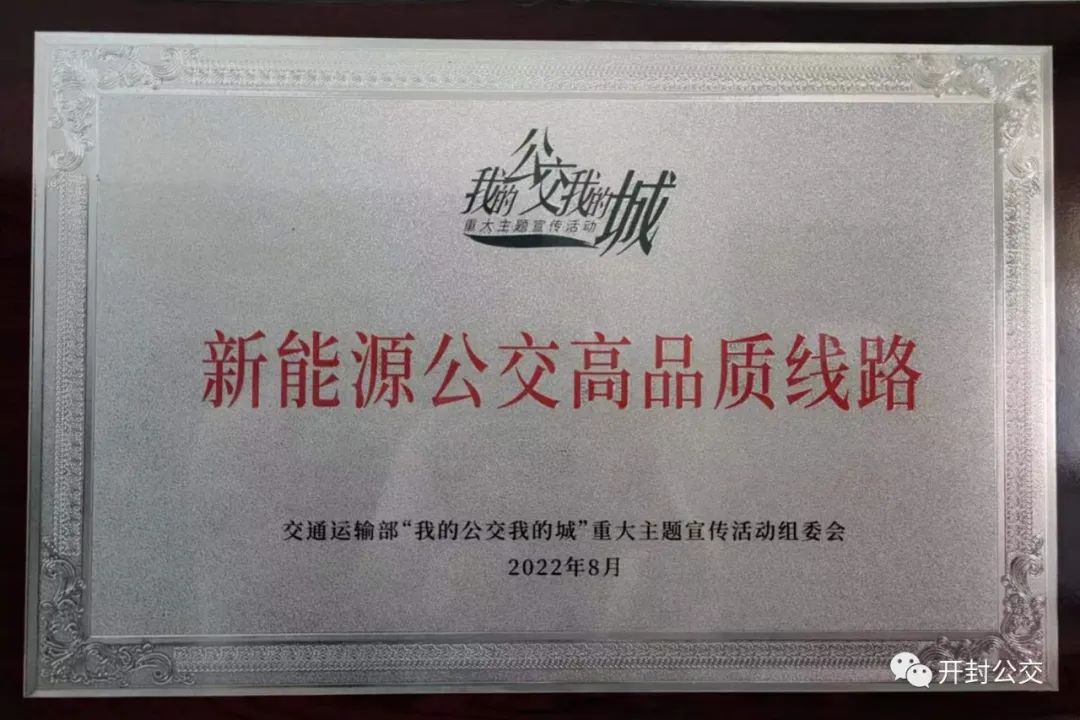 我的公交我的城
重大主题宣传活动
新能源公交高品质线路
交通运输部“我的公交我的城”重大主题宣传活动组委会
2022年8月
开封公交